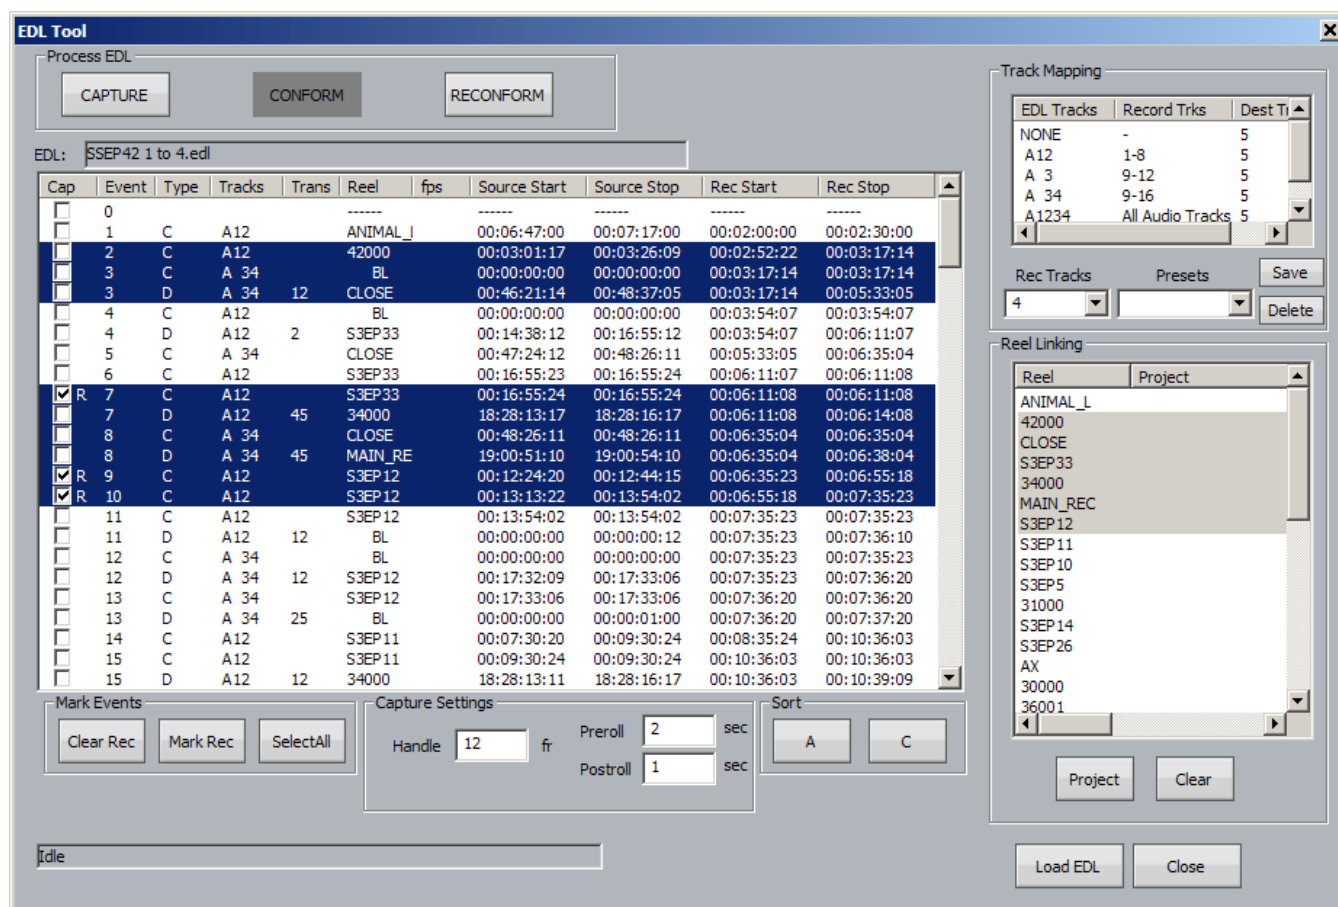 EDL Tool
Process EDL
CAPTURE CONFORM RECONFORM
EDL: SSEP42 1 to 4.edl
Cap Event Type Tracks Trans Reel fps Source Start Source Stop Rec Start Rec Stop
0 ------ ------ ------ ------ ------
1 C A12 ANIMAL_I 00:06:47:00 00:07:17:00 00:02:00:00 00:02:30:00
2 C A12 42000 00:03:01:17 00:03:26:09 00:02:52:22 00:03:17:14
3 C A 34 BL 00:00:00:00 00:00:00:00 00:03:17:14 00:03:17:14
3 D A 34 12 CLOSE 00:46:21:14 00:48:37:05 00:03:17:14 00:05:33:05
4 C A12 BL 00:00:00:00 00:00:00:00 00:03:54:07 00:03:54:07
4 D A12 2 S3EP33 00:14:38:12 00:16:55:12 00:03:54:07 00:06:11:07
5 C A 34 CLOSE 00:47:24:12 00:48:26:11 00:05:33:05 00:06:35:04
6 C A12 S3EP33 00:16:55:23 00:16:55:24 00:06:11:07 00:06:11:08
R 7 C A12 S3EP33 00:16:55:24 00:16:55:24 00:06:11:08 00:06:11:08
7 D A12 45 34000 18:28:13:17 18:28:16:17 00:06:11:08 00:06:14:08
8 C A 34 CLOSE 00:48:26:11 00:48:26:11 00:06:35:04 00:06:35:04
8 D A 34 45 MAIN_RE 19:00:51:10 19:00:54:10 00:06:35:04 00:06:38:04
R 9 C A12 S3EP12 00:12:24:20 00:12:44:15 00:06:35:23 00:06:55:18
R 10 C A12 S3EP12 00:13:13:22 00:13:54:02 00:06:55:18 00:07:35:23
11 C A12 S3EP12 00:13:54:02 00:13:54:02 00:07:35:23 00:07:35:23
11 D A12 12 BL 00:00:00:00 00:00:00:12 00:07:35:23 00:07:36:10
12 C A 34 BL 00:00:00:00 00:00:00:00 00:07:35:23 00:07:35:23
12 D A 34 12 S3EP12 00:17:32:09 00:17:33:06 00:07:35:23 00:07:36:20
13 C A 34 S3EP12 00:17:33:06 00:17:33:06 00:07:36:20 00:07:36:20
13 D A 34 25 BL 00:00:00:00 00:00:01:00 00:07:36:20 00:07:37:20
14 C A12 S3EP11 00:07:30:20 00:09:30:24 00:08:35:24 00:10:36:03
15 C A12 S3EP11 00:09:30:24 00:09:30:24 00:10:36:03 00:10:36:03
15 D A12 12 34000 18:28:13:11 18:28:16:17 00:10:36:03 00:10:39:09
Mark Events
Clear Rec Mark Rec SelectAll
Capture Settings
Handle 12 fr
Preroll 2 sec
Postroll 1 sec
Sort
A C
Idle
Track Mapping
EDL Tracks Record Trks Dest Tr
NONE - 5
A12 1-8 5
A 3 9-12 5
A 34 9-16 5
A1234 All Audio Tracks 5
Rec Tracks Presets Save
4 Delete
Reel Linking
Reel Project
ANIMAL_L
42000
CLOSE
S3EP33
34000
MAIN_REC
S3EP12
S3EP11
S3EP10
S3EP5
31000
S3EP14
S3EP26
AX
30000
36001
Project Clear
Load EDL Close